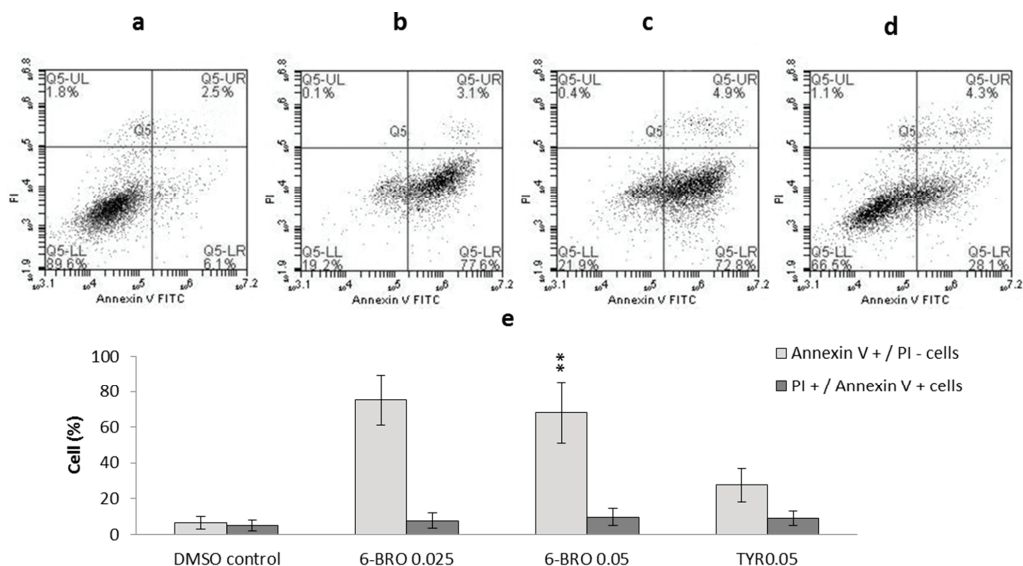 a
b
c
d
Q5-UL
1.8%
Q5-UR
2.5%
Q5
Q5-LL
89.6%
Q5-LR
6.1%
PI
Annexin V FITC
Q5-UL
0.1%
Q5-UR
3.1%
Q5
Q5-LL
19.2%
Q5-LR
77.6%
PI
Annexin V FITC
Q5-UL
0.4%
Q5-UR
4.9%
Q5
Q5-LL
21.9%
Q5-LR
72.8%
PI
Annexin V FITC
Q5-UL
1.1%
Q5-UR
4.3%
Q5
Q5-LL
66.5%
Q5-LR
28.1%
PI
Annexin V FITC
e
100
80
60
40
20
0
Cell (%)
**
Annexin V + / PI - cells
PI + / Annexin V + cells
DMSO control
6-BRO 0.025
6-BRO 0.05
TYR0.05